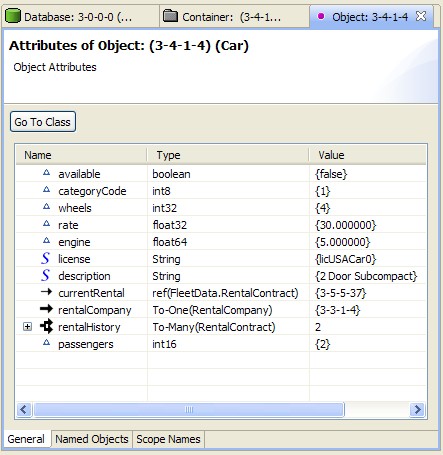 Database: 3-0-0-0 (... Container: (3-4-1... Object: 3-4-1-4
Attributes of Object: (3-4-1-4) (Car)
Object Attributes
Go To Class
Name Type Value
available boolean {false}
categoryCode int8 {1}
wheels int32 {4}
rate float32 {30.000000}
engine float64 {5.000000}
S license String {licUSACar0}
S description String {2 Door Subcompact}
currentRental ref(FleetData.RentalContract) {3-5-5-37}
rentalCompany To-One(RentalCompany) {3-3-1-4}
rentalHistory To-Many(RentalContract) 2
passengers int16 {2}
General Named Objects Scope Names